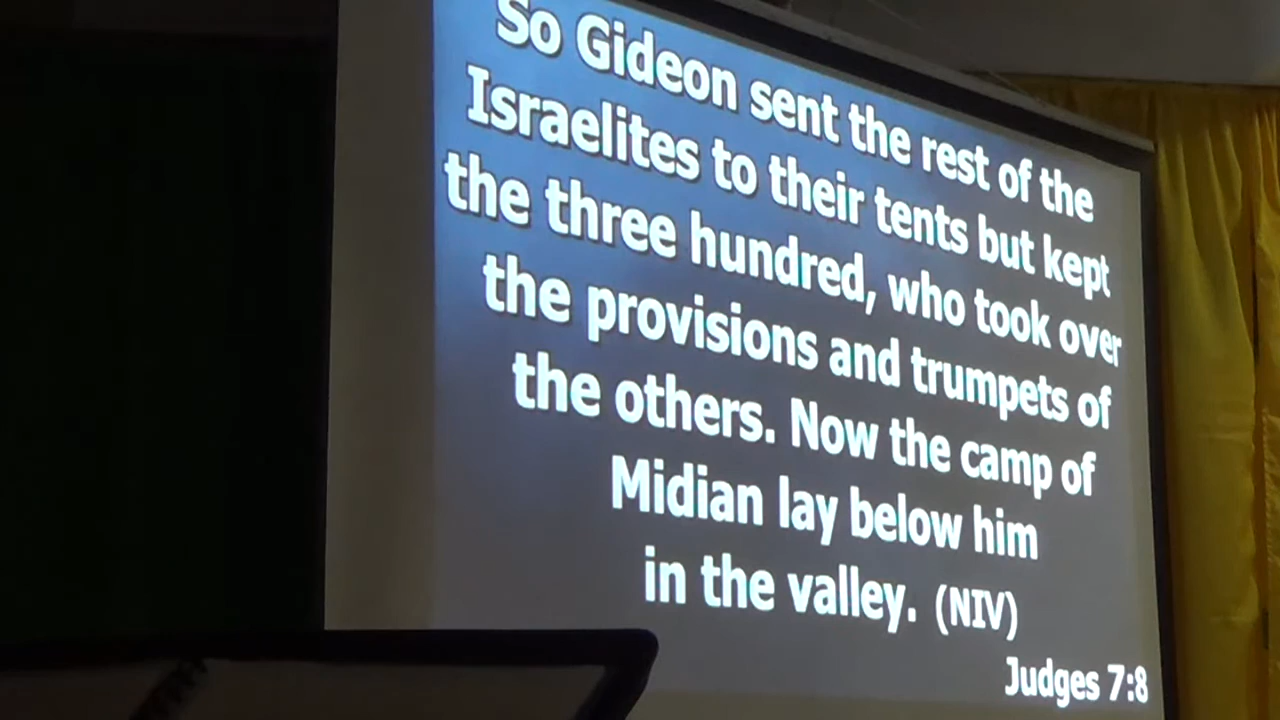 So Gideon sent the rest of the
Israelites to their tents but kept
the three hundred, who took over
the provisions and trumpets of
the others. Now the camp of
Midian lay below him
in the valley. (NIV)
Judges 7:8